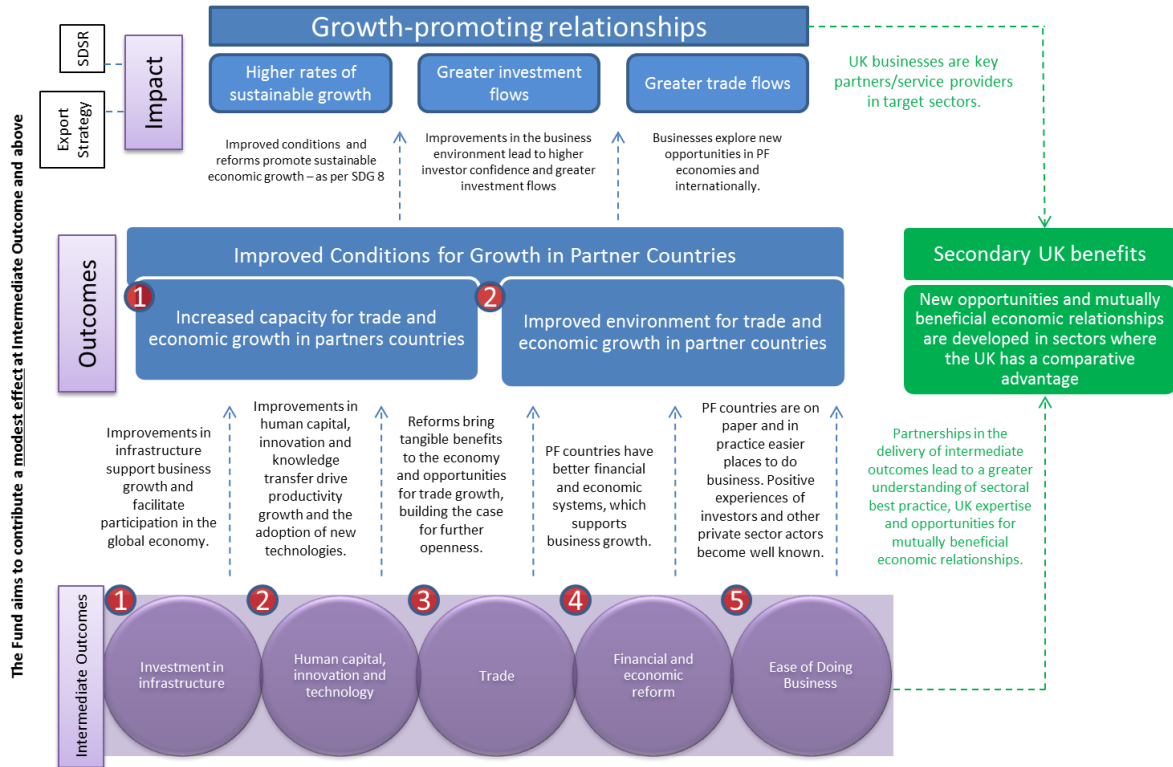 The Fund aims to contribute a modest effect at Intermediate Outcome and above
SDSR
Export
Strategy
Impact
Growth-promoting relationships
Higher rates of
sustainable growth
Greater investment
flows
Greater trade flows
Improved conditions and
reforms promote sustainable
economic growth – as per SDG 8
Improvements in the business
environment lead to higher
investor confidence and greater
investment flows
Businesses explore new
opportunities in PF
economies and
internationally.
UK businesses are key
partners/service providers
in target sectors.
Outcomes
Improved Conditions for Growth in Partner Countries
1
Increased capacity for trade and
economic growth in partners countries
2
Improved environment for trade and
economic growth in partner countries
Secondary UK benefits
New opportunities and mutually
beneficial economic relationships
are developed in sectors where
the UK has a comparative
advantage
Improvements in
infrastructure
support business
growth and
facilitate
participation in the
global economy.
Improvements in
human capital,
innovation and
knowledge
transfer drive
productivity
growth and the
adoption of new
technologies.
Reforms bring
tangible benefits
to the economy
and opportunities
for trade growth,
building the case
for further
openness.
PF countries have
better financial
and economic
systems, which
supports
business growth.
PF countries are on
paper and in
practice easier
places to do
business. Positive
experiences of
investors and other
private sector actors
become well known.
Partnerships in the
delivery of intermediate
outcomes lead to a greater
understanding of sectoral
best practice, UK expertise
and opportunities for
mutually beneficial
economic relationships.
Intermediate Outcomes
1
Investment in
infrastructure
2
Human capital,
innovation and
technology
3
Trade
4
Financial and
economic
reform
5
Ease of Doing
Business